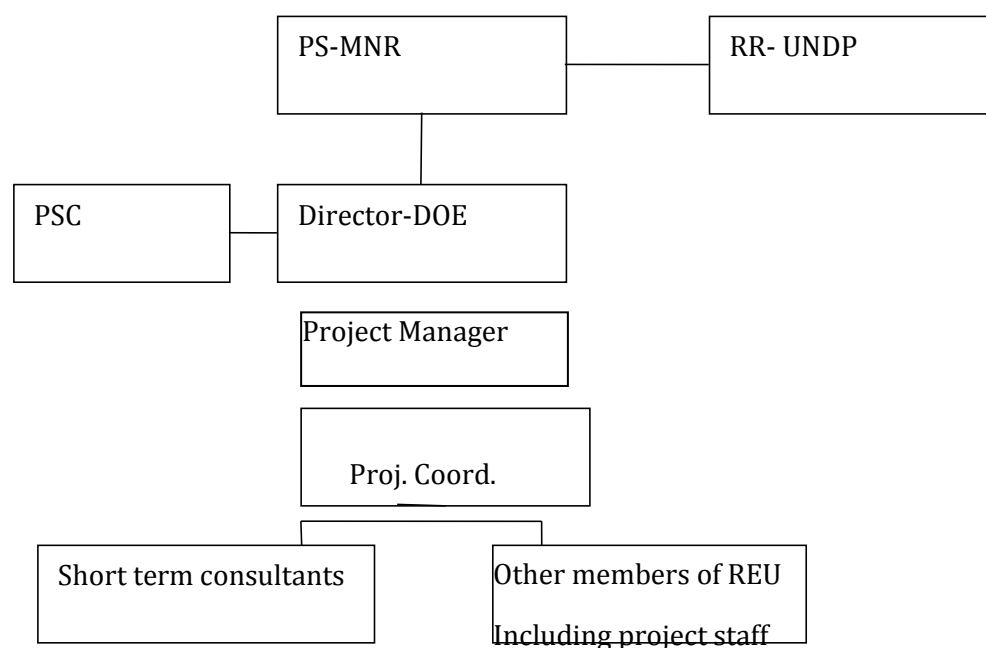 PS-MNR
RR- UNDP
PSC
Director-DOE
Project Manager
Proj. Coord.
Short term consultants
Other members of REU
Including project staff